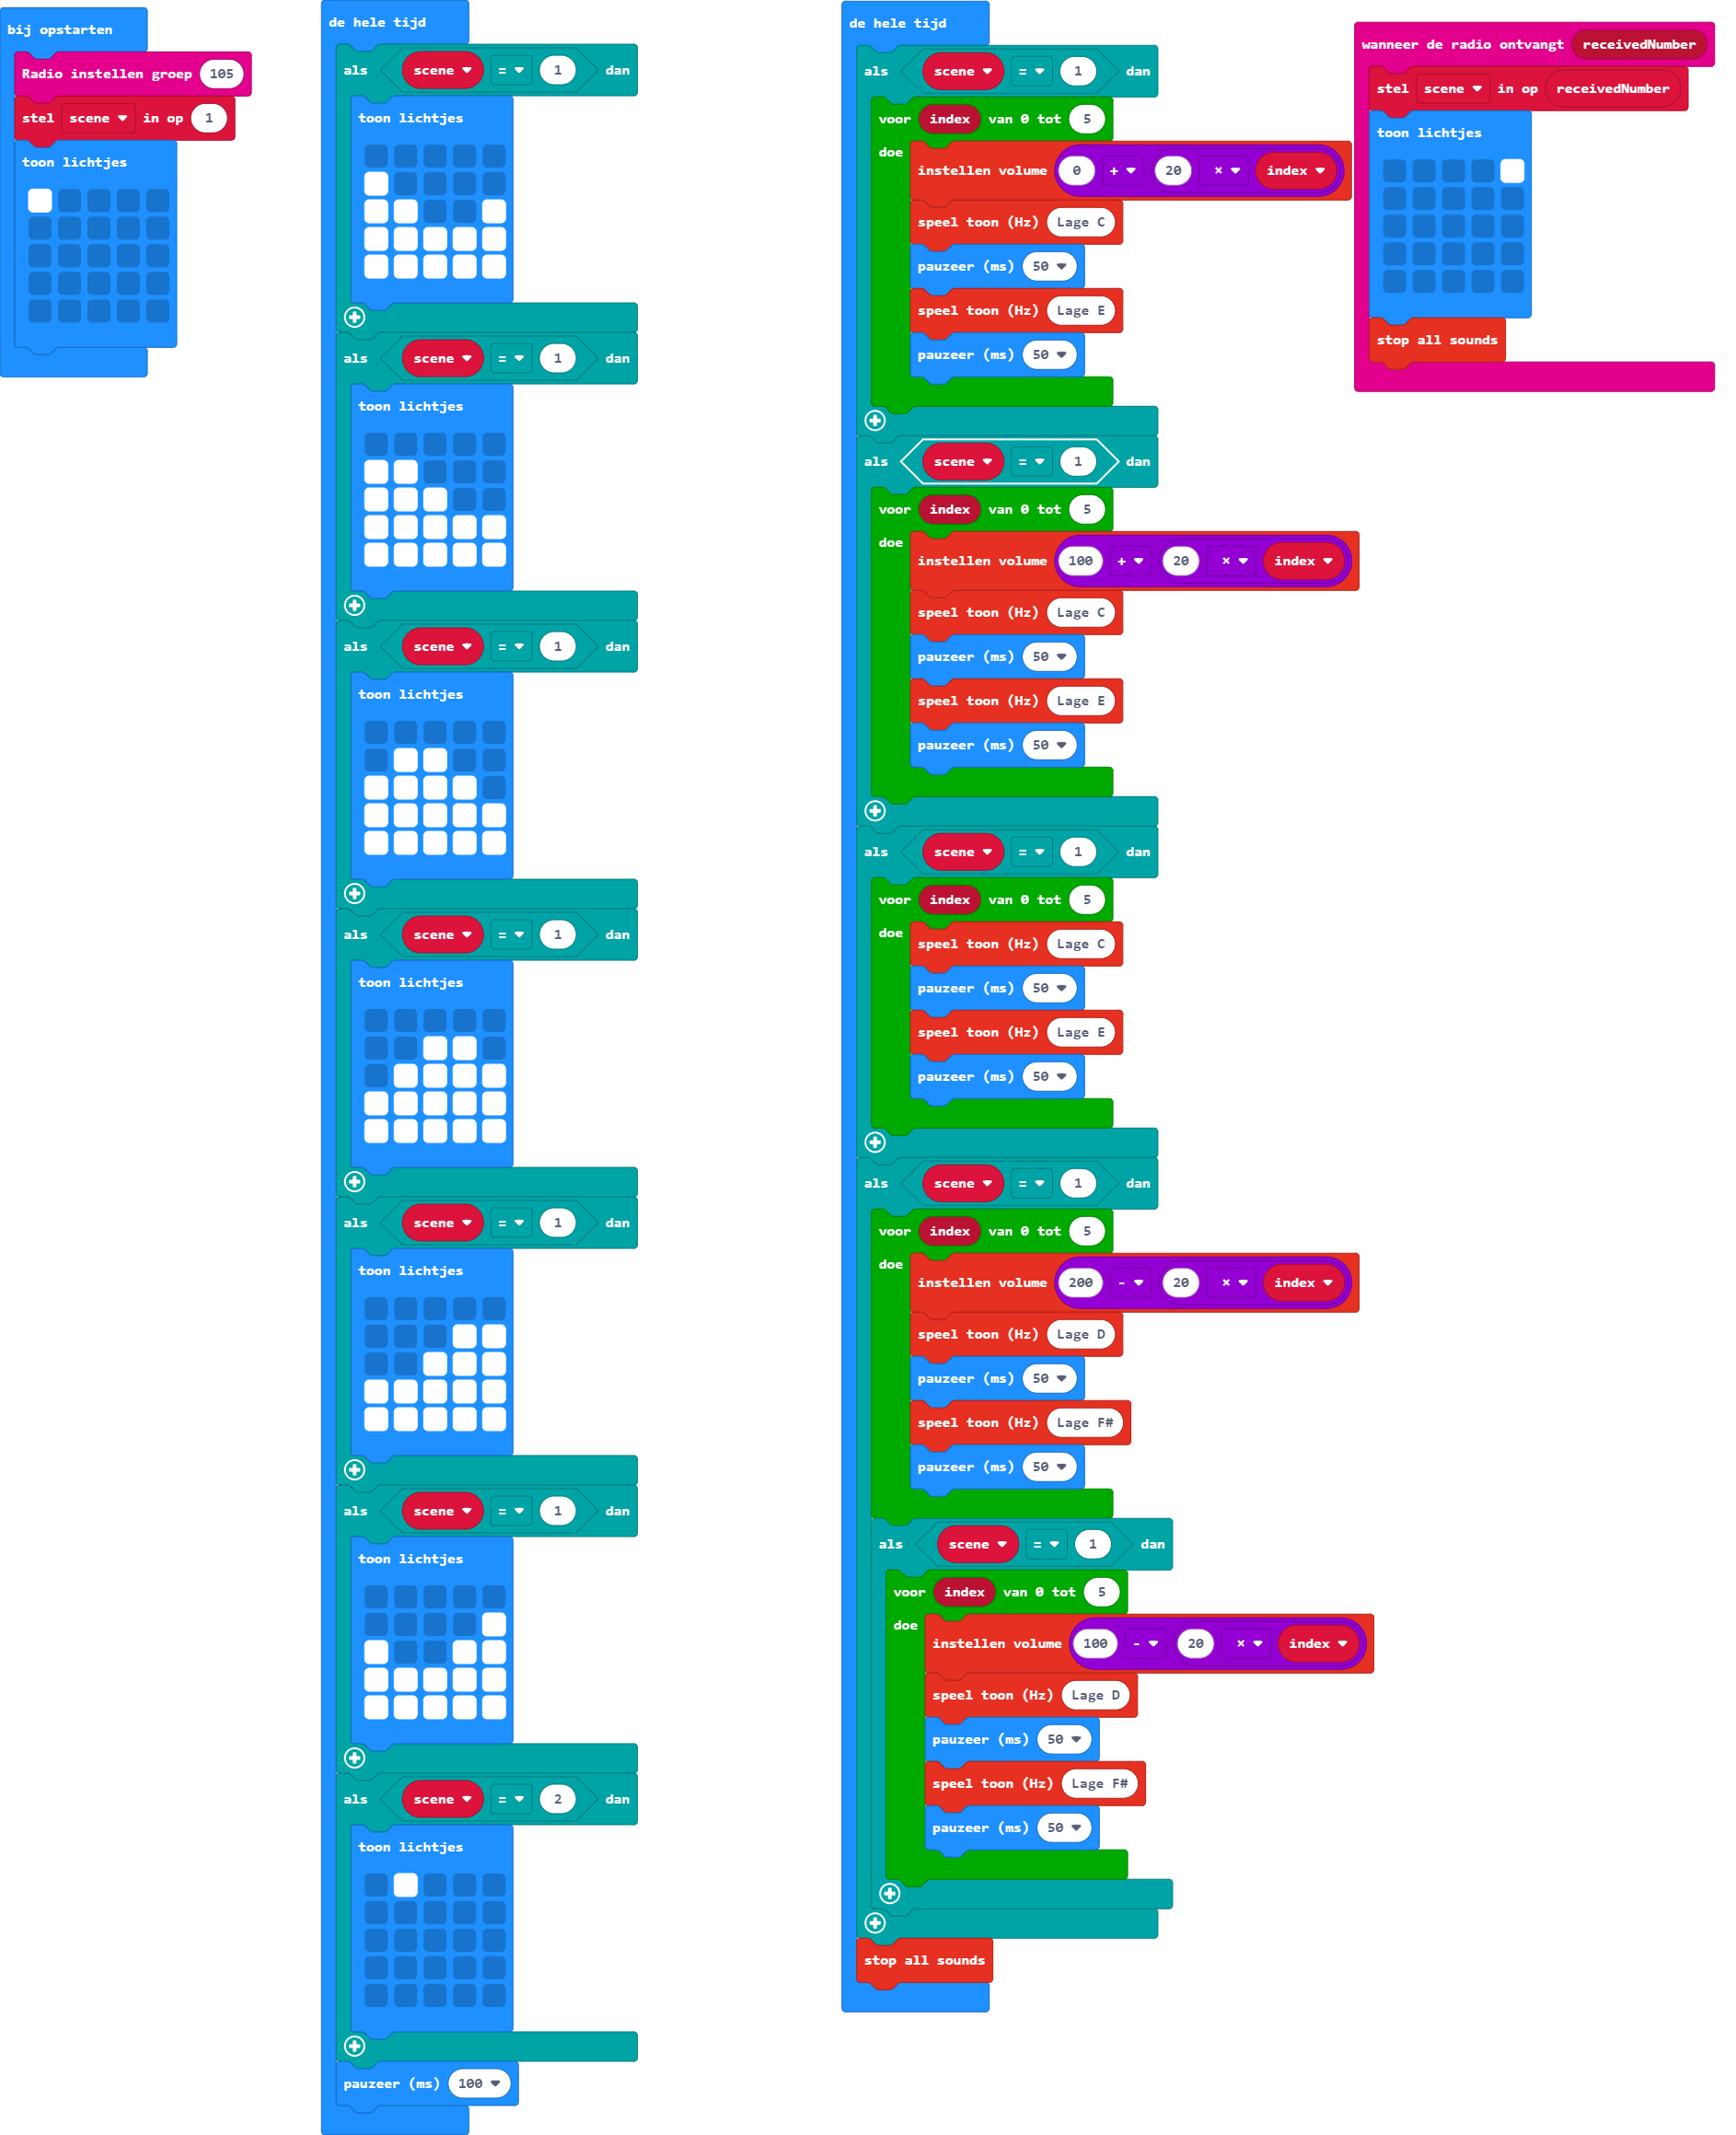 bij opstarten
Radio instellen groep 105
stel scene in op 1
toon lichtjes
de hele tijd
als scene = 1 dan
toon lichtjes
als scene = 1 dan
toon lichtjes
als scene = 1 dan
toon lichtjes
als scene = 1 dan
toon lichtjes
als scene = 1 dan
toon lichtjes
als scene = 1 dan
toon lichtjes
als scene = 2 dan
toon lichtjes
pauzeer (ms) 100
de hele tijd
als scene = 1 dan
voor index van 0 tot 5
doe
instellen volume 0 + 20 × index
speel toon (Hz) Lage C
pauzeer (ms) 50
speel toon (Hz) Lage E
pauzeer (ms) 50
als scene = 1 dan
voor index van 0 tot 5
doe
instellen volume 100 + 20 × index
speel toon (Hz) Lage C
pauzeer (ms) 50
speel toon (Hz) Lage E
pauzeer (ms) 50
als scene = 1 dan
voor index van 0 tot 5
doe
speel toon (Hz) Lage C
pauzeer (ms) 50
speel toon (Hz) Lage E
pauzeer (ms) 50
als scene = 1 dan
voor index van 0 tot 5
doe
instellen volume 200 - 20 × index
speel toon (Hz) Lage D
pauzeer (ms) 50
speel toon (Hz) Lage F#
pauzeer (ms) 50
als scene = 1 dan
voor index van 0 tot 5
doe
instellen volume 100 - 20 × index
speel toon (Hz) Lage D
pauzeer (ms) 50
speel toon (Hz) Lage F#
pauzeer (ms) 50
stop all sounds
wanneer de radio ontvangt receivedNumber
stel scene in op receivedNumber
toon lichtjes
stop all sounds